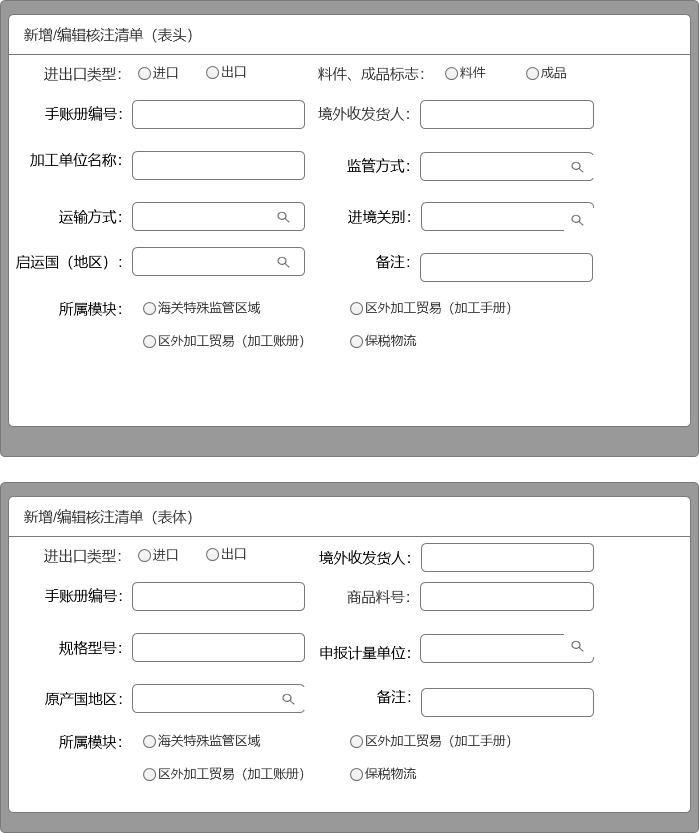 新增/编辑核注清单（表头）
进出口类型： 进口 出口 料件、成品标志： 料件 成品
手账册编号： 境外收发货人：
加工单位名称： 监管方式：
运输方式： 进境关别：
启运国（地区）： 备注：
所属模块： 海关特殊监管区域 区外加工贸易（加工手册）
区外加工贸易（加工账册） 保税物流
新增/编辑核注清单（表体）
进出口类型： 进口 出口 境外收发货人：
手账册编号： 商品料号：
规格型号： 申报计量单位：
原产国地区： 备注：
所属模块： 海关特殊监管区域 区外加工贸易（加工手册）
区外加工贸易（加工账册） 保税物流